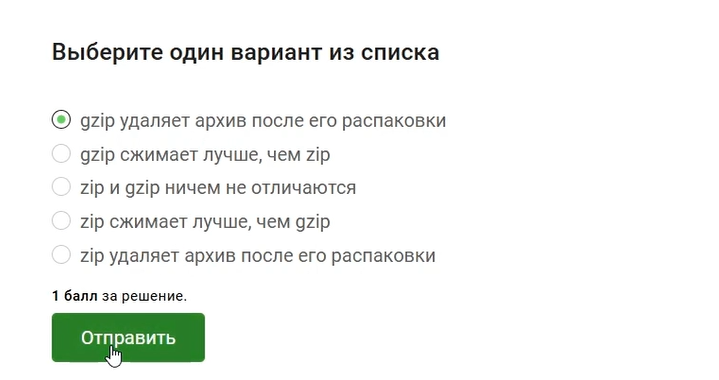 Выберите один вариант из списка
gzip удаляет архив после его распаковки
gzip сжимает лучше, чем zip
zip и gzip ничем не отличаются
zip сжимает лучше, чем gzip
zip удаляет архив после его распаковки
1 балл за решение.
Отправить